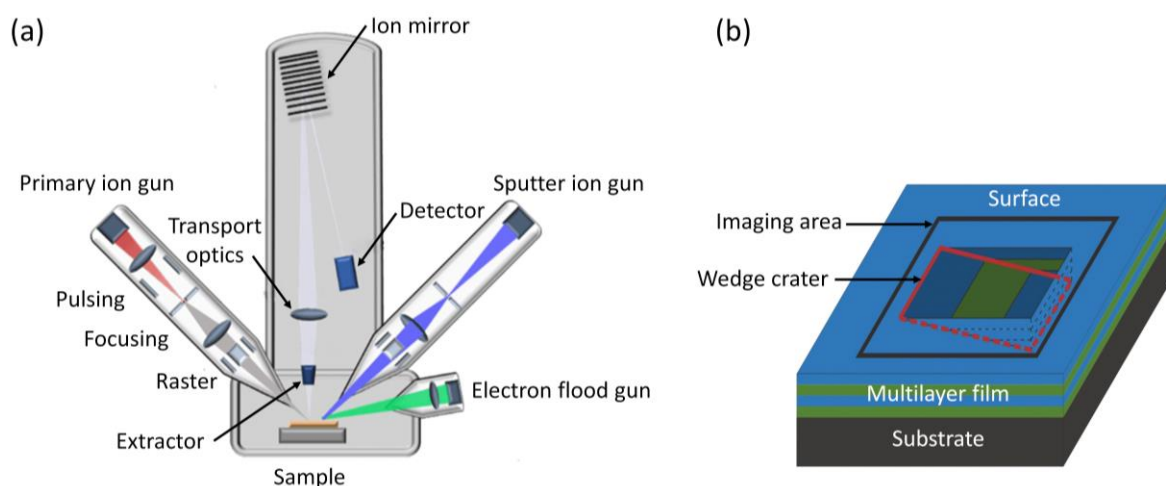 (a)
Ion mirror
Primary ion gun
Sputter ion gun
Transport
optics
Detector
Pulsing
Focusing
Raster
Electron flood gun
Extractor
Sample
(b)
Surface
Imaging area
Wedge crater
Multilayer film
Substrate